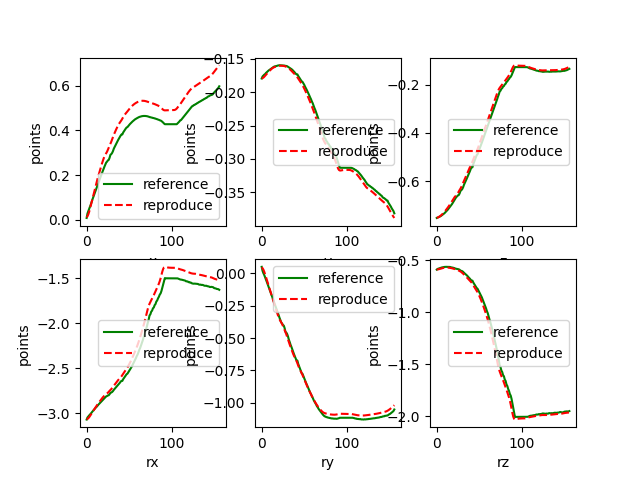 0.6
0.4
0.2
0.0
points
reference
reproduce
0
100
−0.15
−0.20
−0.25
−0.30
−0.35
points
reference
reproduce
0
100
−0.2
−0.4
−0.6
points
reference
reproduce
0
100
−1.5
−2.0
−2.5
−3.0
points
reference
reproduce
0
100
rx
0.00
−0.25
−0.50
−0.75
−1.00
points
reference
reproduce
0
100
ry
−0.5
−1.0
−1.5
−2.0
points
reference
reproduce
0
100
rz